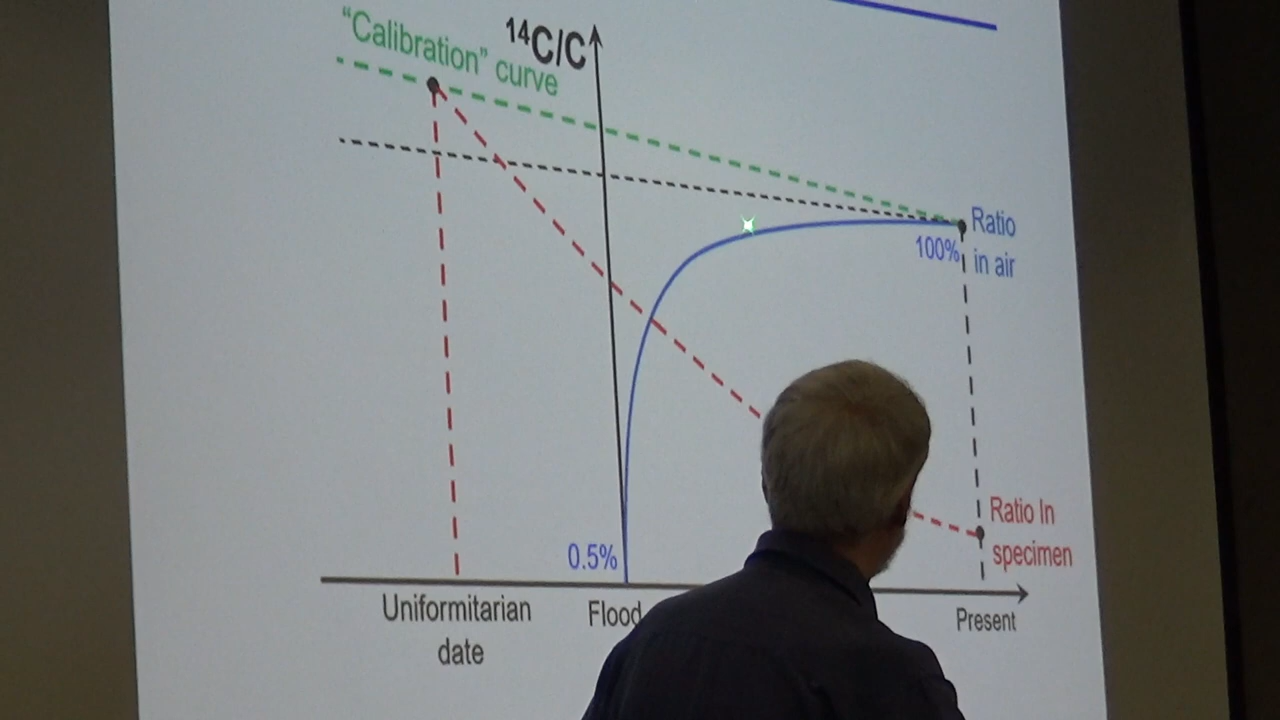 "Calibration" curve
¹⁴C/C
Ratio
in air
100%
Ratio In
specimen
0.5%
Uniformitarian
date
Flood
Present